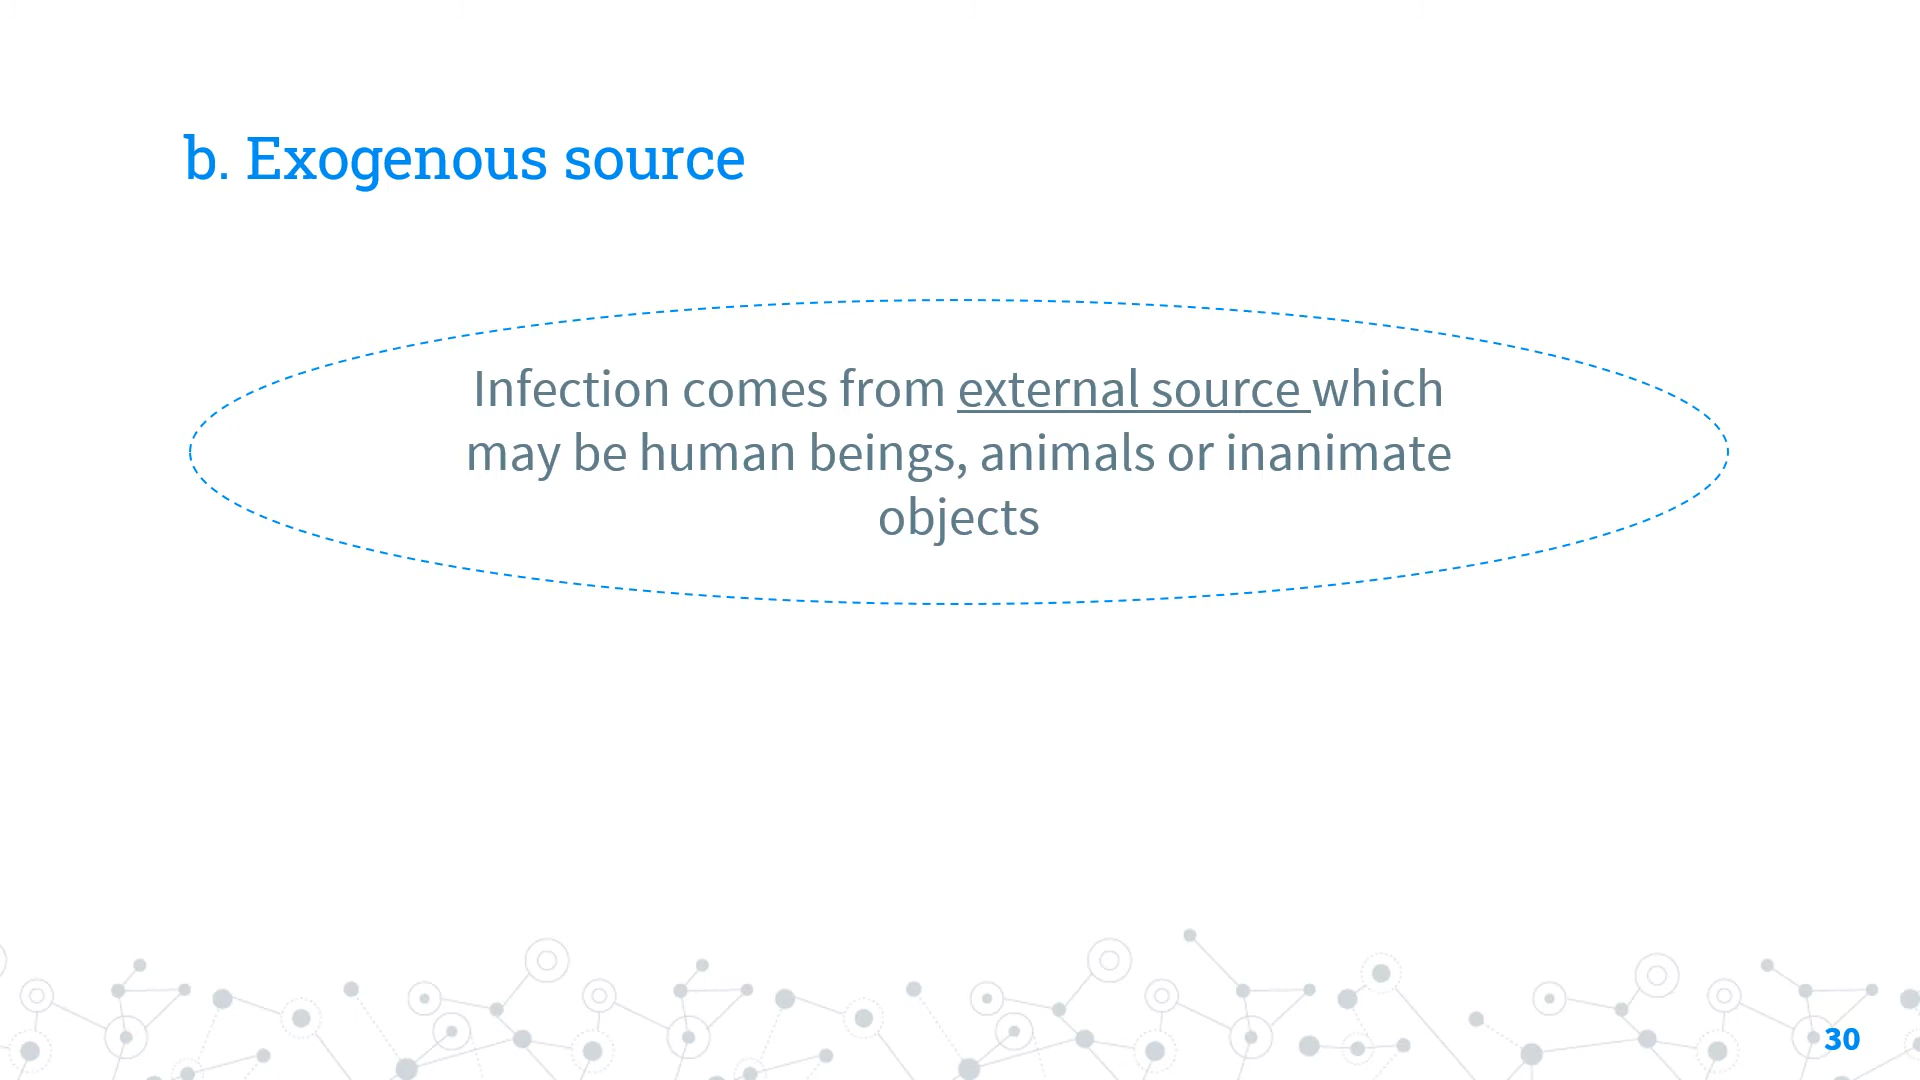 b. Exogenous source
Infection comes from external source which
may be human beings, animals or inanimate
objects
30